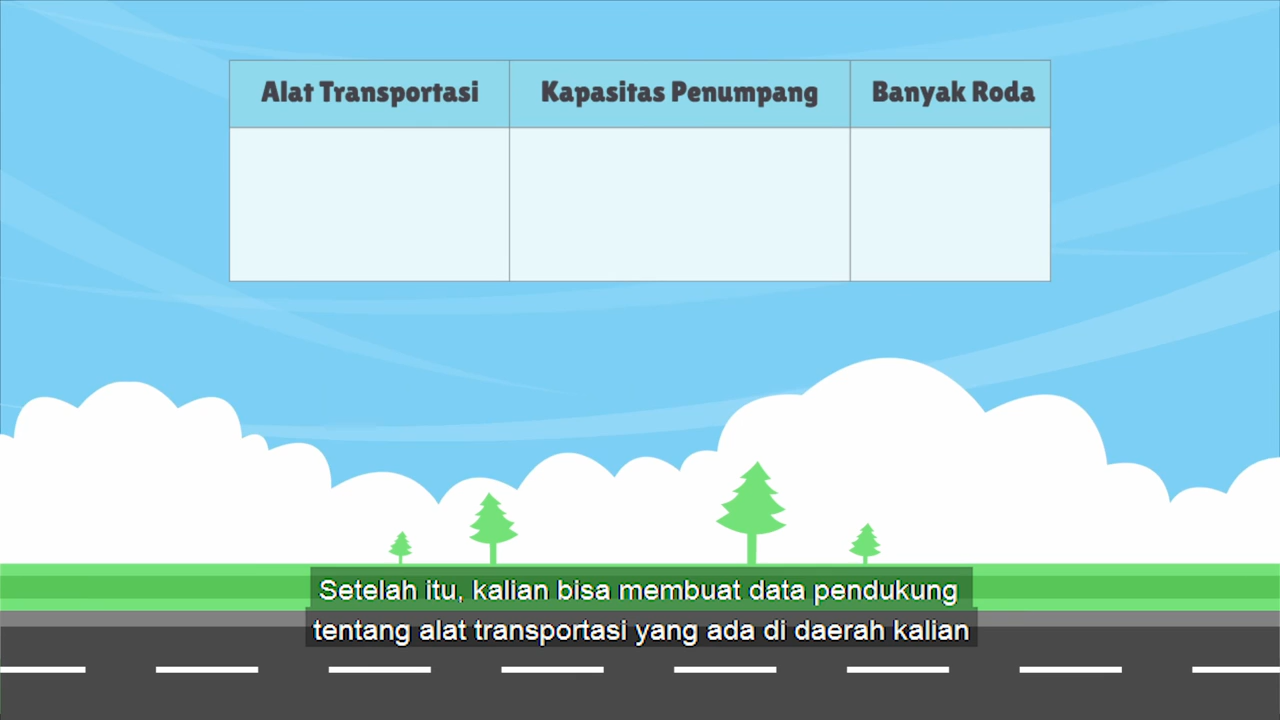 Alat Transportasi Kapasitas Penumpang Banyak Roda
Setelah itu, kalian bisa membuat data pendukung
tentang alat transportasi yang ada di daerah kalian